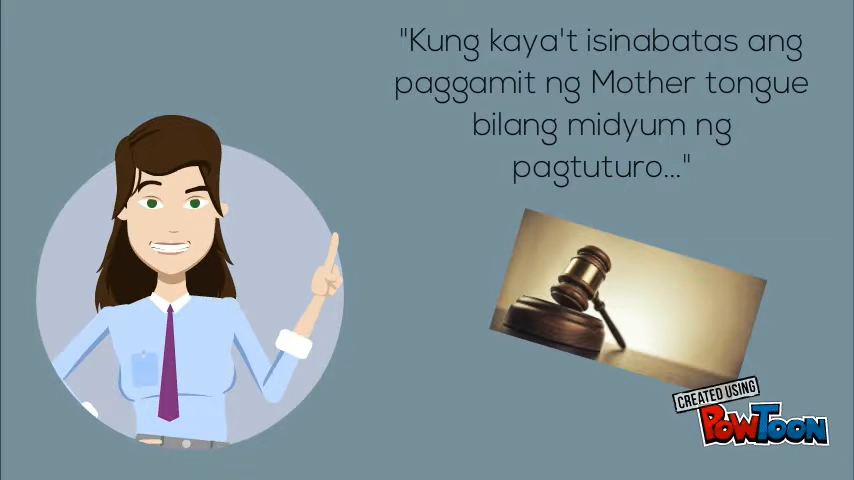 "Kung kaya't isinabatas ang
paggamit ng Mother tongue
bilang midyum ng
pagtuturo..."
CREATED USING
POWTOON